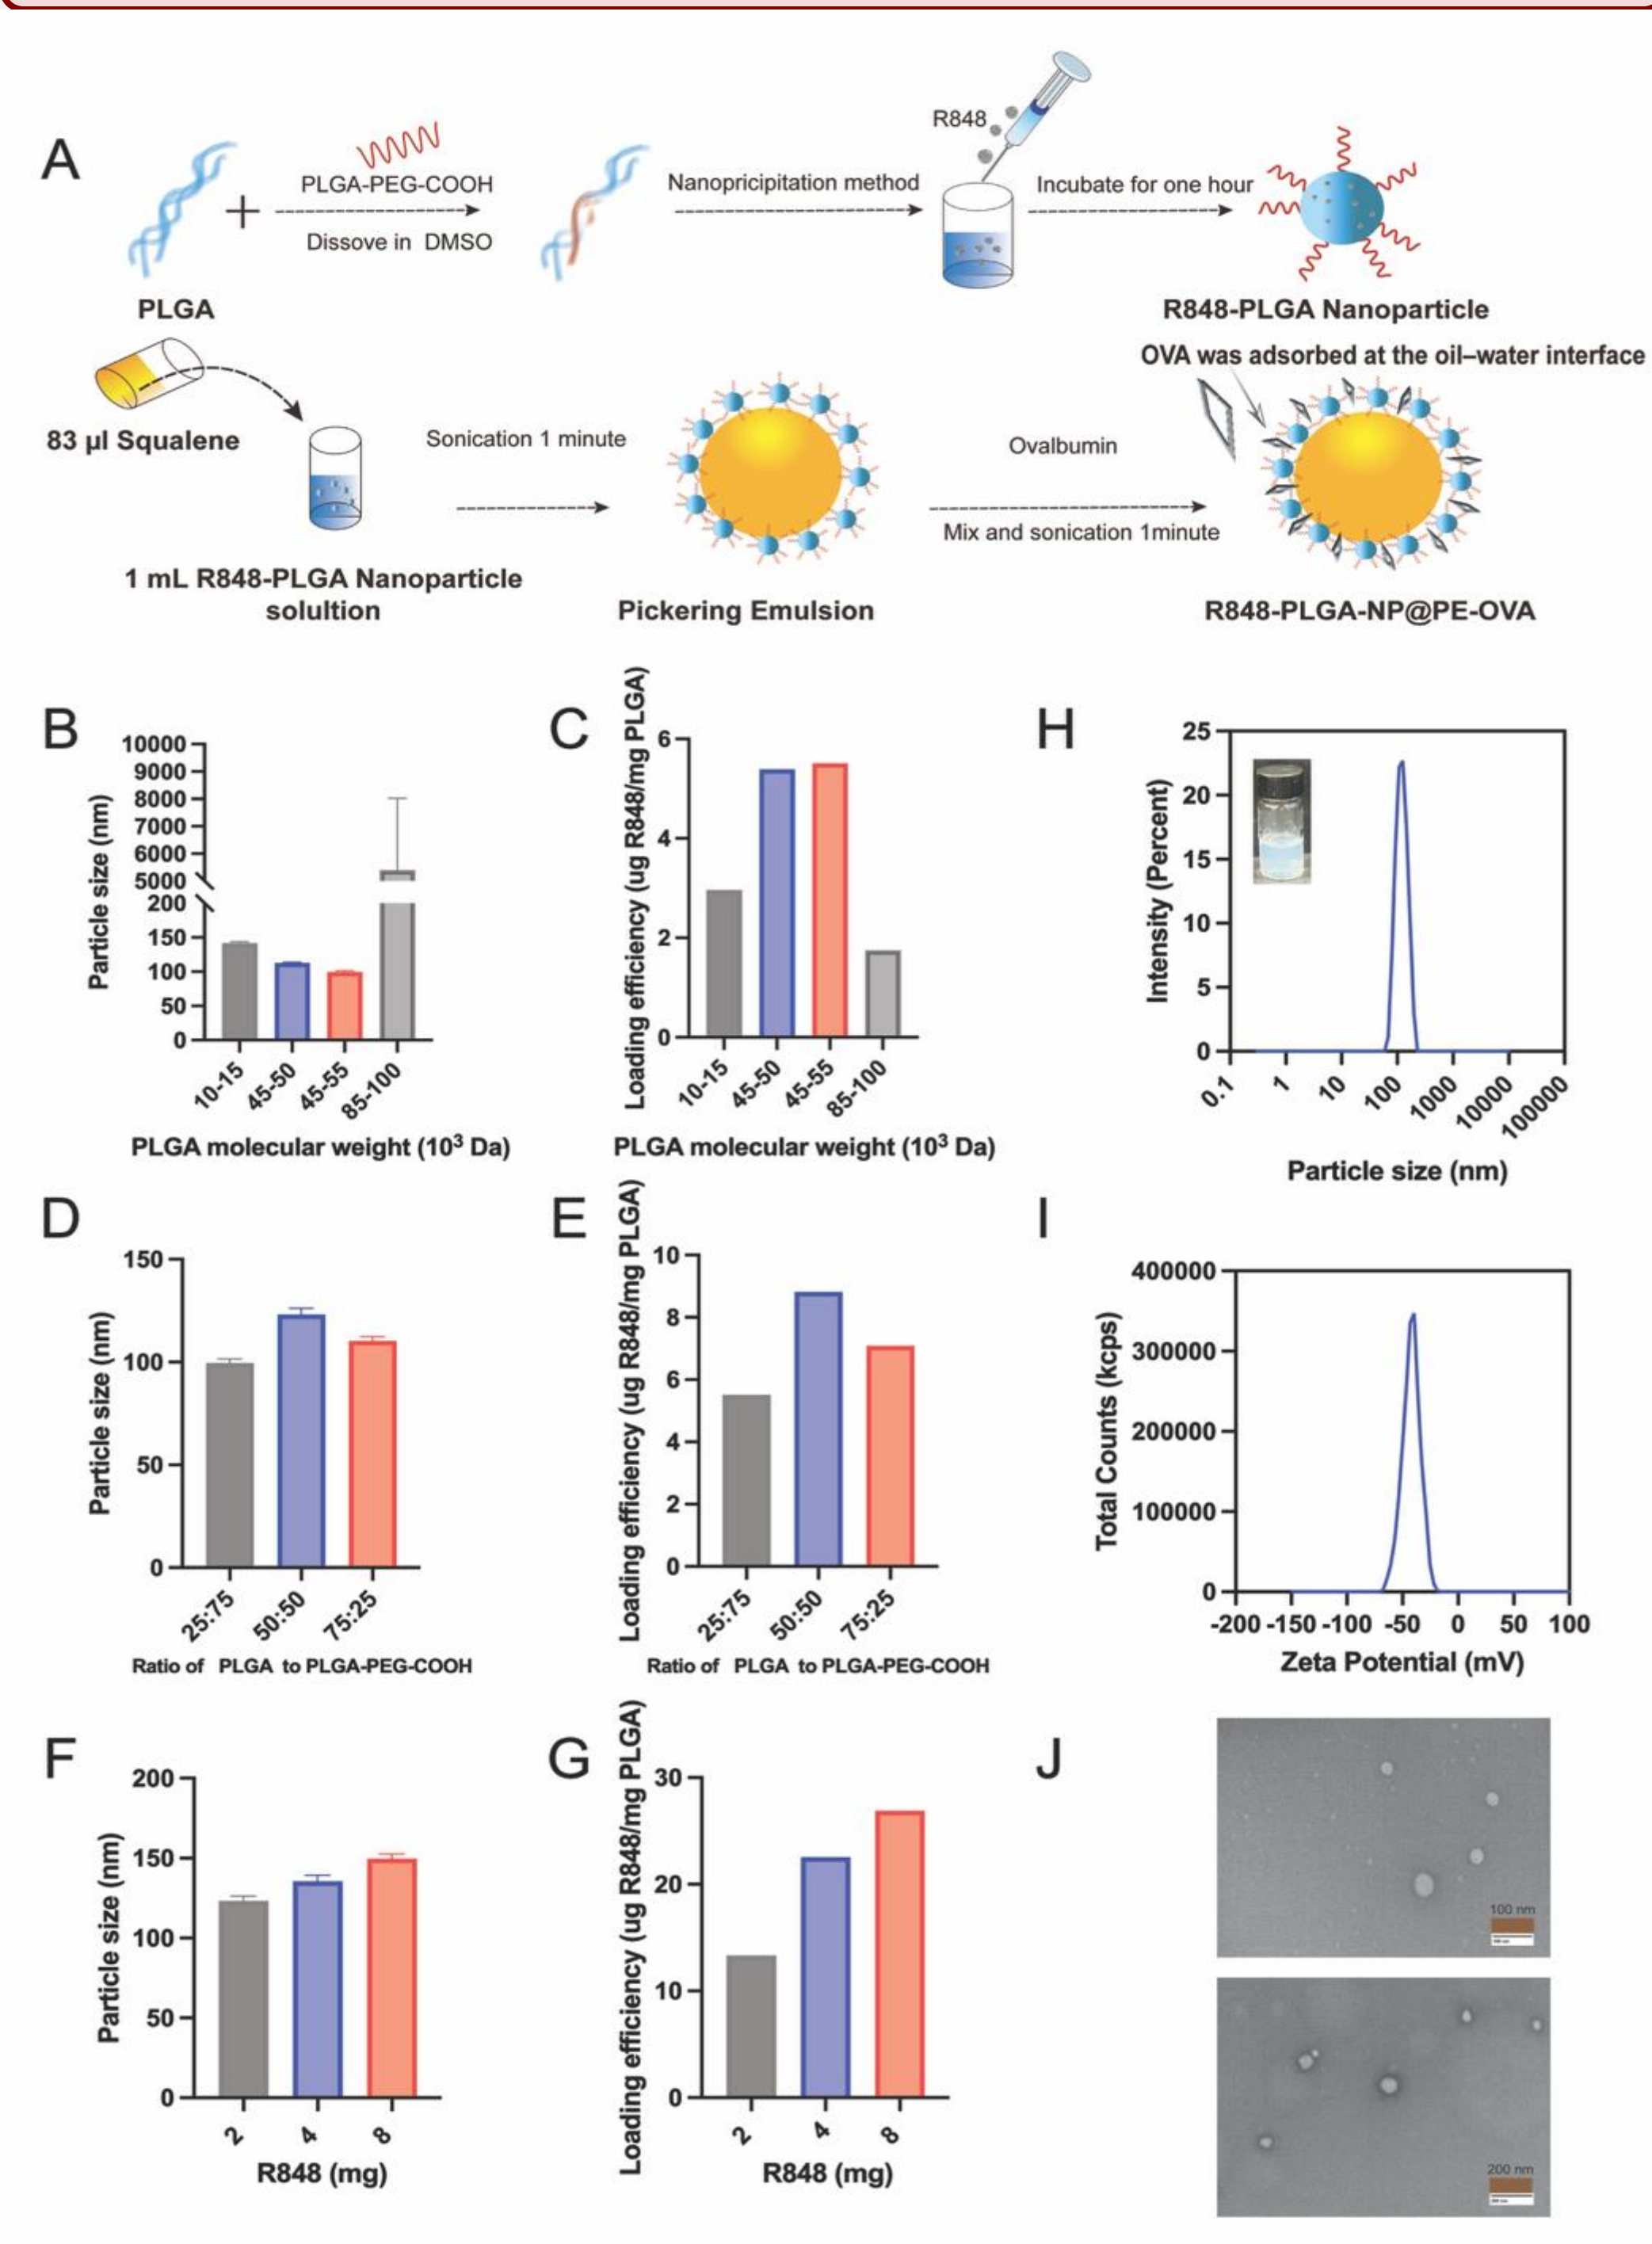 A
R848
PLGA-PEG-COOH
Dissove in DMSO
Nanopricipitation method
Incubate for one hour
PLGA
R848-PLGA Nanoparticle
OVA was adsorbed at the oil–water interface
83 µl Squalene
Sonication 1 minute
Ovalbumin
Mix and sonication 1minute
1 mL R848-PLGA Nanoparticle
solultion
Pickering Emulsion
R848-PLGA-NP@PE-OVA
B
Particle size (nm)
10000
9000
8000
7000
6000
5000
200
150
100
50
0
10-15
45-50
45-55
85-100
PLGA molecular weight (10³ Da)
C
Loading efficiency (ug R848/mg PLGA)
6
4
2
0
10-15
45-50
45-55
85-100
PLGA molecular weight (10³ Da)
H
Intensity (Percent)
25
20
15
10
5
0
0.1
1
10
100
1000
10000
100000
Particle size (nm)
D
Particle size (nm)
150
100
50
0
25:75
50:50
75:25
Ratio of PLGA to PLGA-PEG-COOH
E
Loading efficiency (ug R848/mg PLGA)
10
8
6
4
2
0
25:75
50:50
75:25
Ratio of PLGA to PLGA-PEG-COOH
I
Total Counts (kcps)
400000
300000
200000
100000
0
-200 -150 -100 -50 0 50 100
Zeta Potential (mV)
F
Particle size (nm)
200
150
100
50
0
2
4
8
R848 (mg)
G
Loading efficiency (ug R848/mg PLGA)
30
20
10
0
2
4
8
R848 (mg)
J
100 nm
200 nm